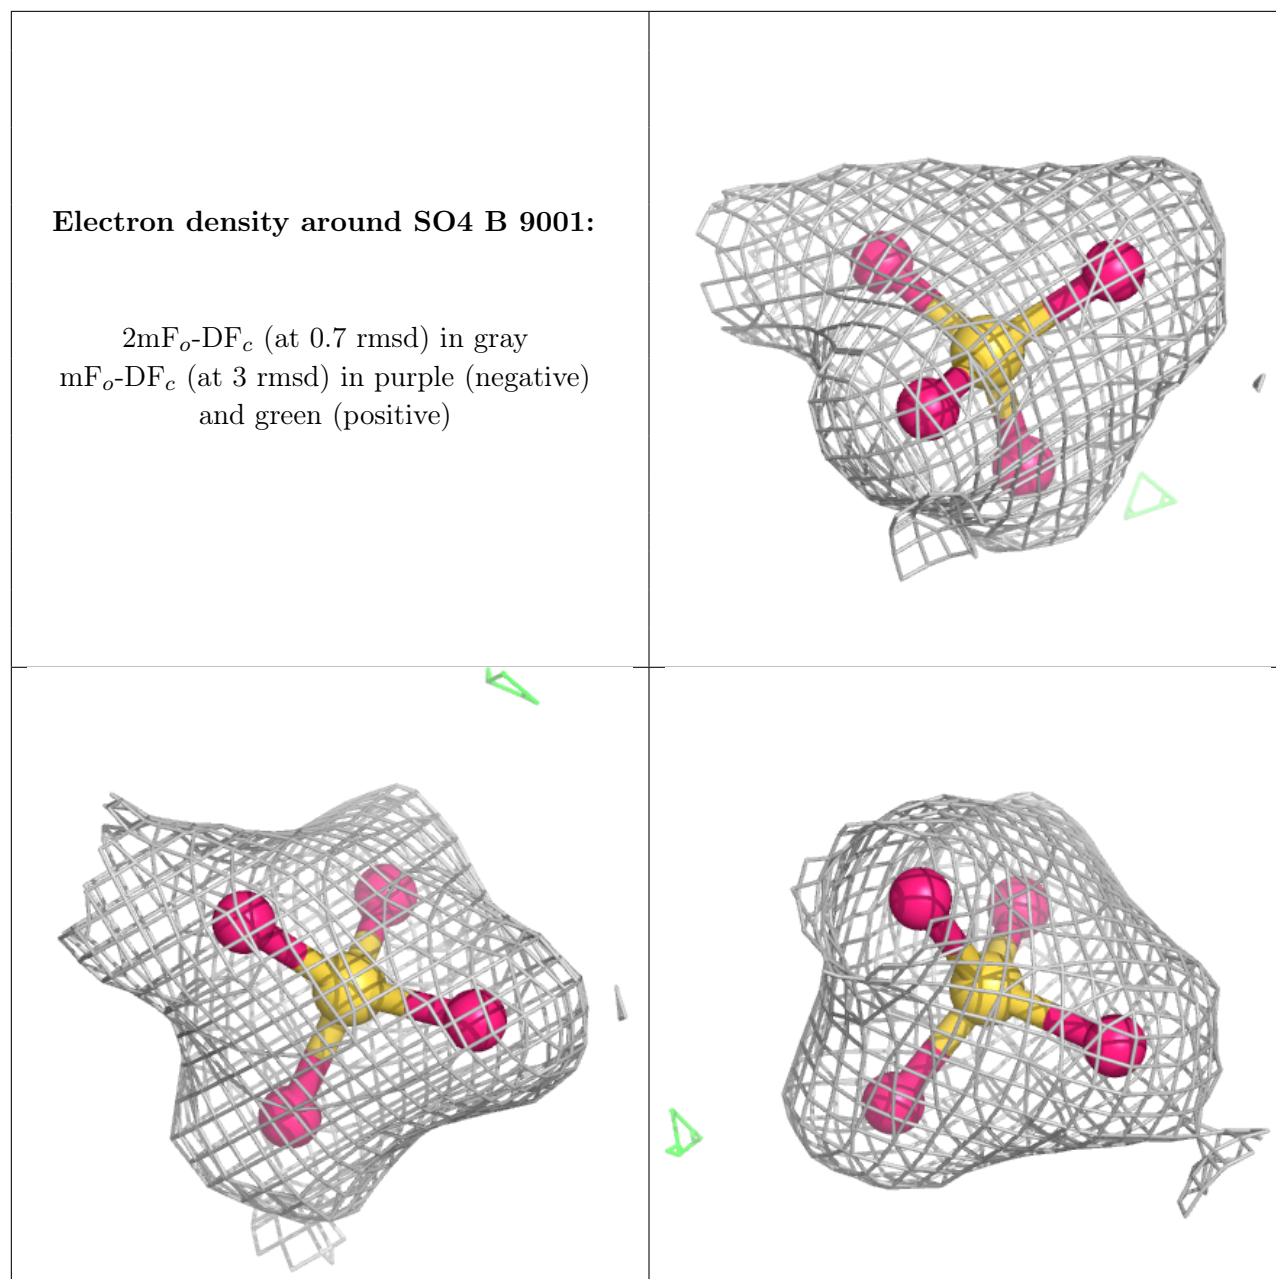 Electron density around SO4 B 9001:
2mFo-DFc (at 0.7 rmsd) in gray
mFo-DFc (at 3 rmsd) in purple (negative)
and green (positive)